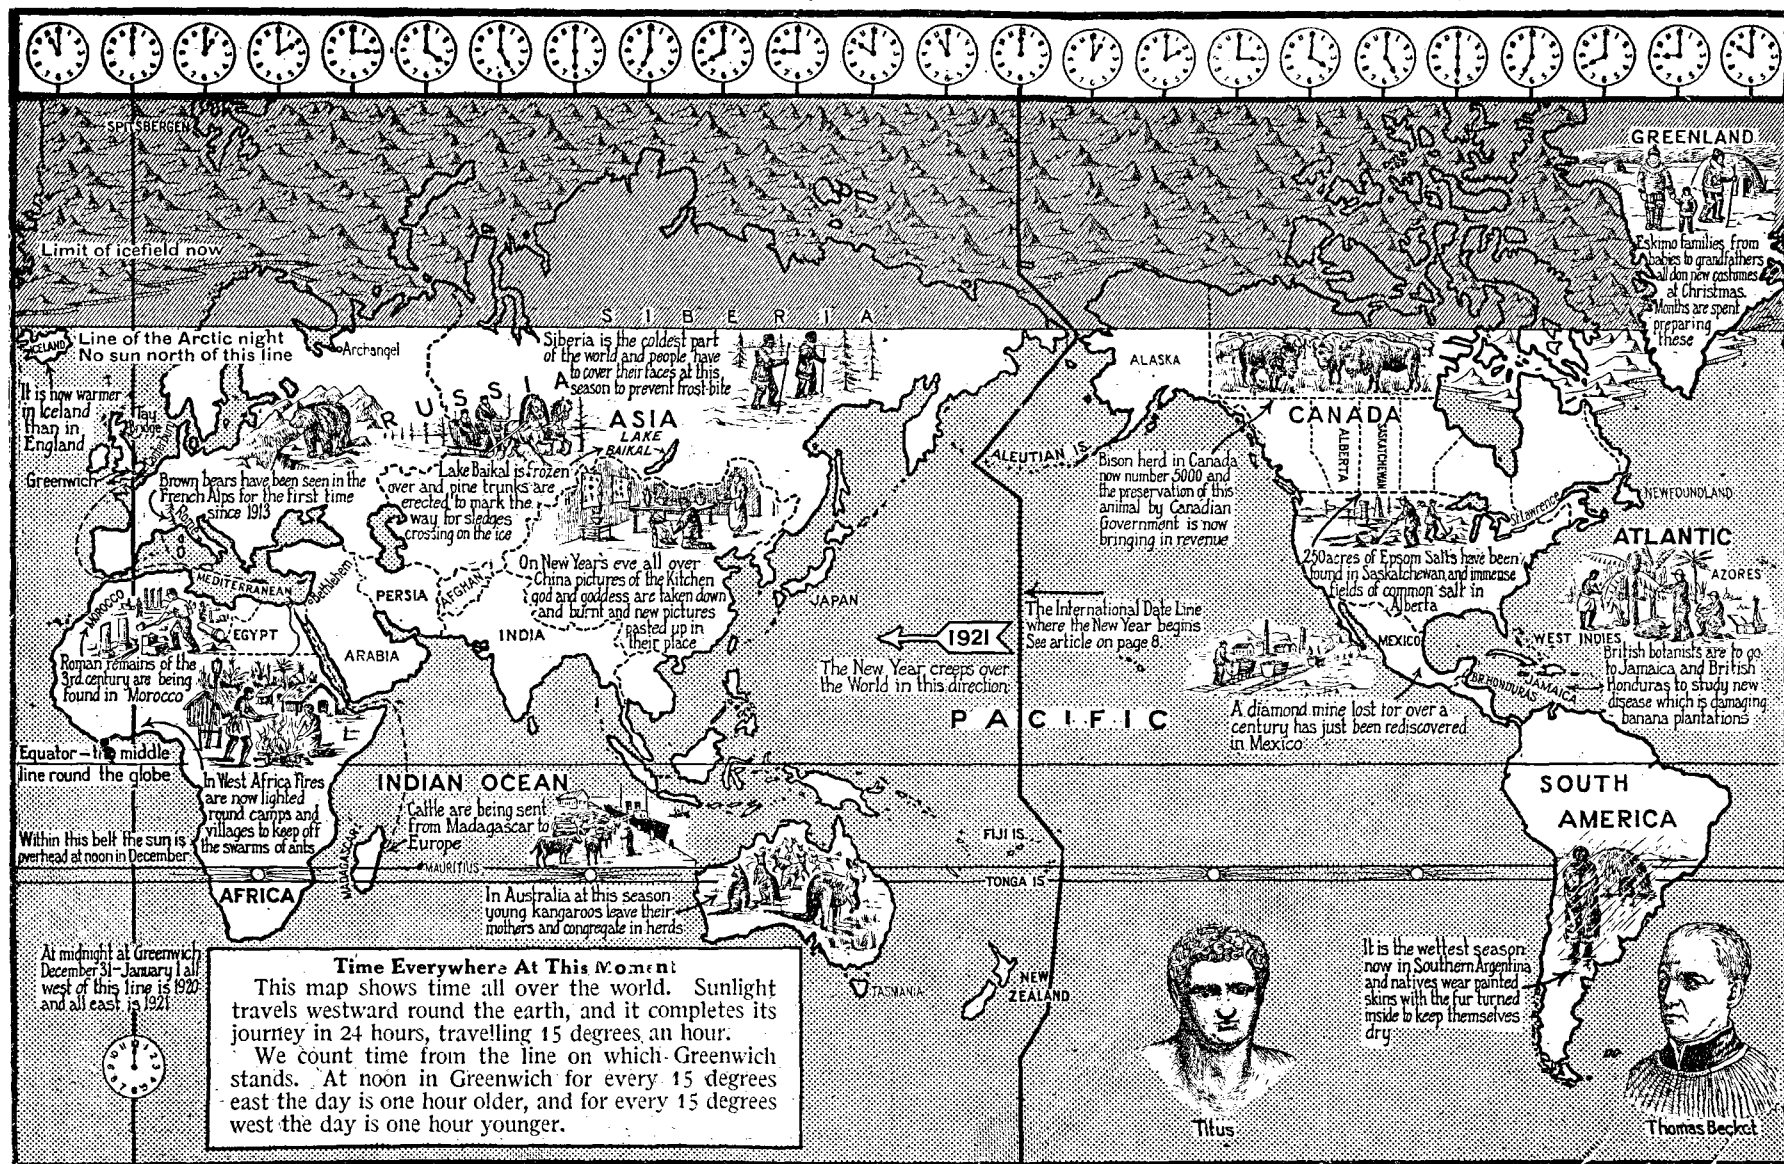 SPITSBERGEN
Limit of icefield now
GREENLAND
Eskimo families from
babies to grandfathers
all don new costumes
at Christmas.
Months are spent
preparing
these
SIBERIA
ICELAND
Line of the Arctic night
No sun north of this line
Archangel
Siberia is the coldest part
of the world and people have
to cover their faces at this
season to prevent frost-bite
ALASKA
It is now warmer
in Iceland
than in
England
Tay
Bridge
RUSSIA
ASIA
LAKE
BAIKAL
CANADA
ALBERTA
SASKATCHEWAN
ALEUTIAN IS.
Greenwich
Brown bears have been seen in the
French Alps for the first time
since 1913
Rome
Lake Baikal is frozen
over and pine trunks are
erected to mark the
way for sledges
crossing on the ice
Bison herd in Canada
now number 5000 and
the preservation of this
animal by Canadian
Government is now
bringing in revenue
NEWFOUNDLAND
St Lawrence
ATLANTIC
AZORES
250 acres of Epsom Salts have been
found in Saskatchewan, and immense
fields of common salt in
Alberta
On New Year's eve all over
China pictures of the Kitchen
god and goddess are taken down
and burnt and new pictures
pasted up in
their place
MEDITERRANEAN
Bethlehem
PERSIA
AFGHAN
INDIA
JAPAN
MOROCCO
EGYPT
ARABIA
Roman remains of the
3rd century are being
found in Morocco
1921
The New Year creeps over
the World in this direction
The International Date Line
where the New Year begins
See article on page 8.
MEXICO
WEST INDIES
BR. HONDURAS
JAMAICA
British botanists are to go
to Jamaica and British
Honduras to study new
disease which is damaging
banana plantations
PACIFIC
A diamond mine lost for over a
century has just been rediscovered
in Mexico
Equator – the middle
line round the globe
In West Africa Fires
are now lighted
round camps and
villages to keep off
the swarms of ants
INDIAN OCEAN
Cattle are being sent
from Madagascar to
Europe
SOUTH
AMERICA
Within this belt the sun is
overhead at noon in December
MADAGASCAR
MAURITIUS
FIJI IS.
TONGA IS
AFRICA
In Australia at this season
young kangaroos leave their
mothers and congregate in herds
At midnight at Greenwich
December 31–January 1 all
west of this line is 1920
and all east is 1921
TASMANIA
NEW
ZEALAND
It is the wettest season
now in Southern Argentina
and natives wear painted
skins with the fur turned
inside to keep themselves
dry
Time Everywhere At This Moment
This map shows time all over the world. Sunlight
travels westward round the earth, and it completes its
journey in 24 hours, travelling 15 degrees an hour.
We count time from the line on which Greenwich
stands. At noon in Greenwich for every 15 degrees
east the day is one hour older, and for every 15 degrees
west the day is one hour younger.
Titus
Thomas Becket